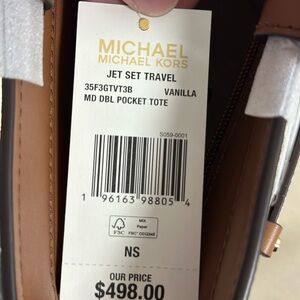 MICHAEL
MICHAEL KORS
JET SET TRAVEL
35F3GTVT3B VANILLA
MD DBL POCKET TOTE
S059-0001
1 96163 98805 4
FSC
MIX
Paper
NS
OUR PRICE
$498.00